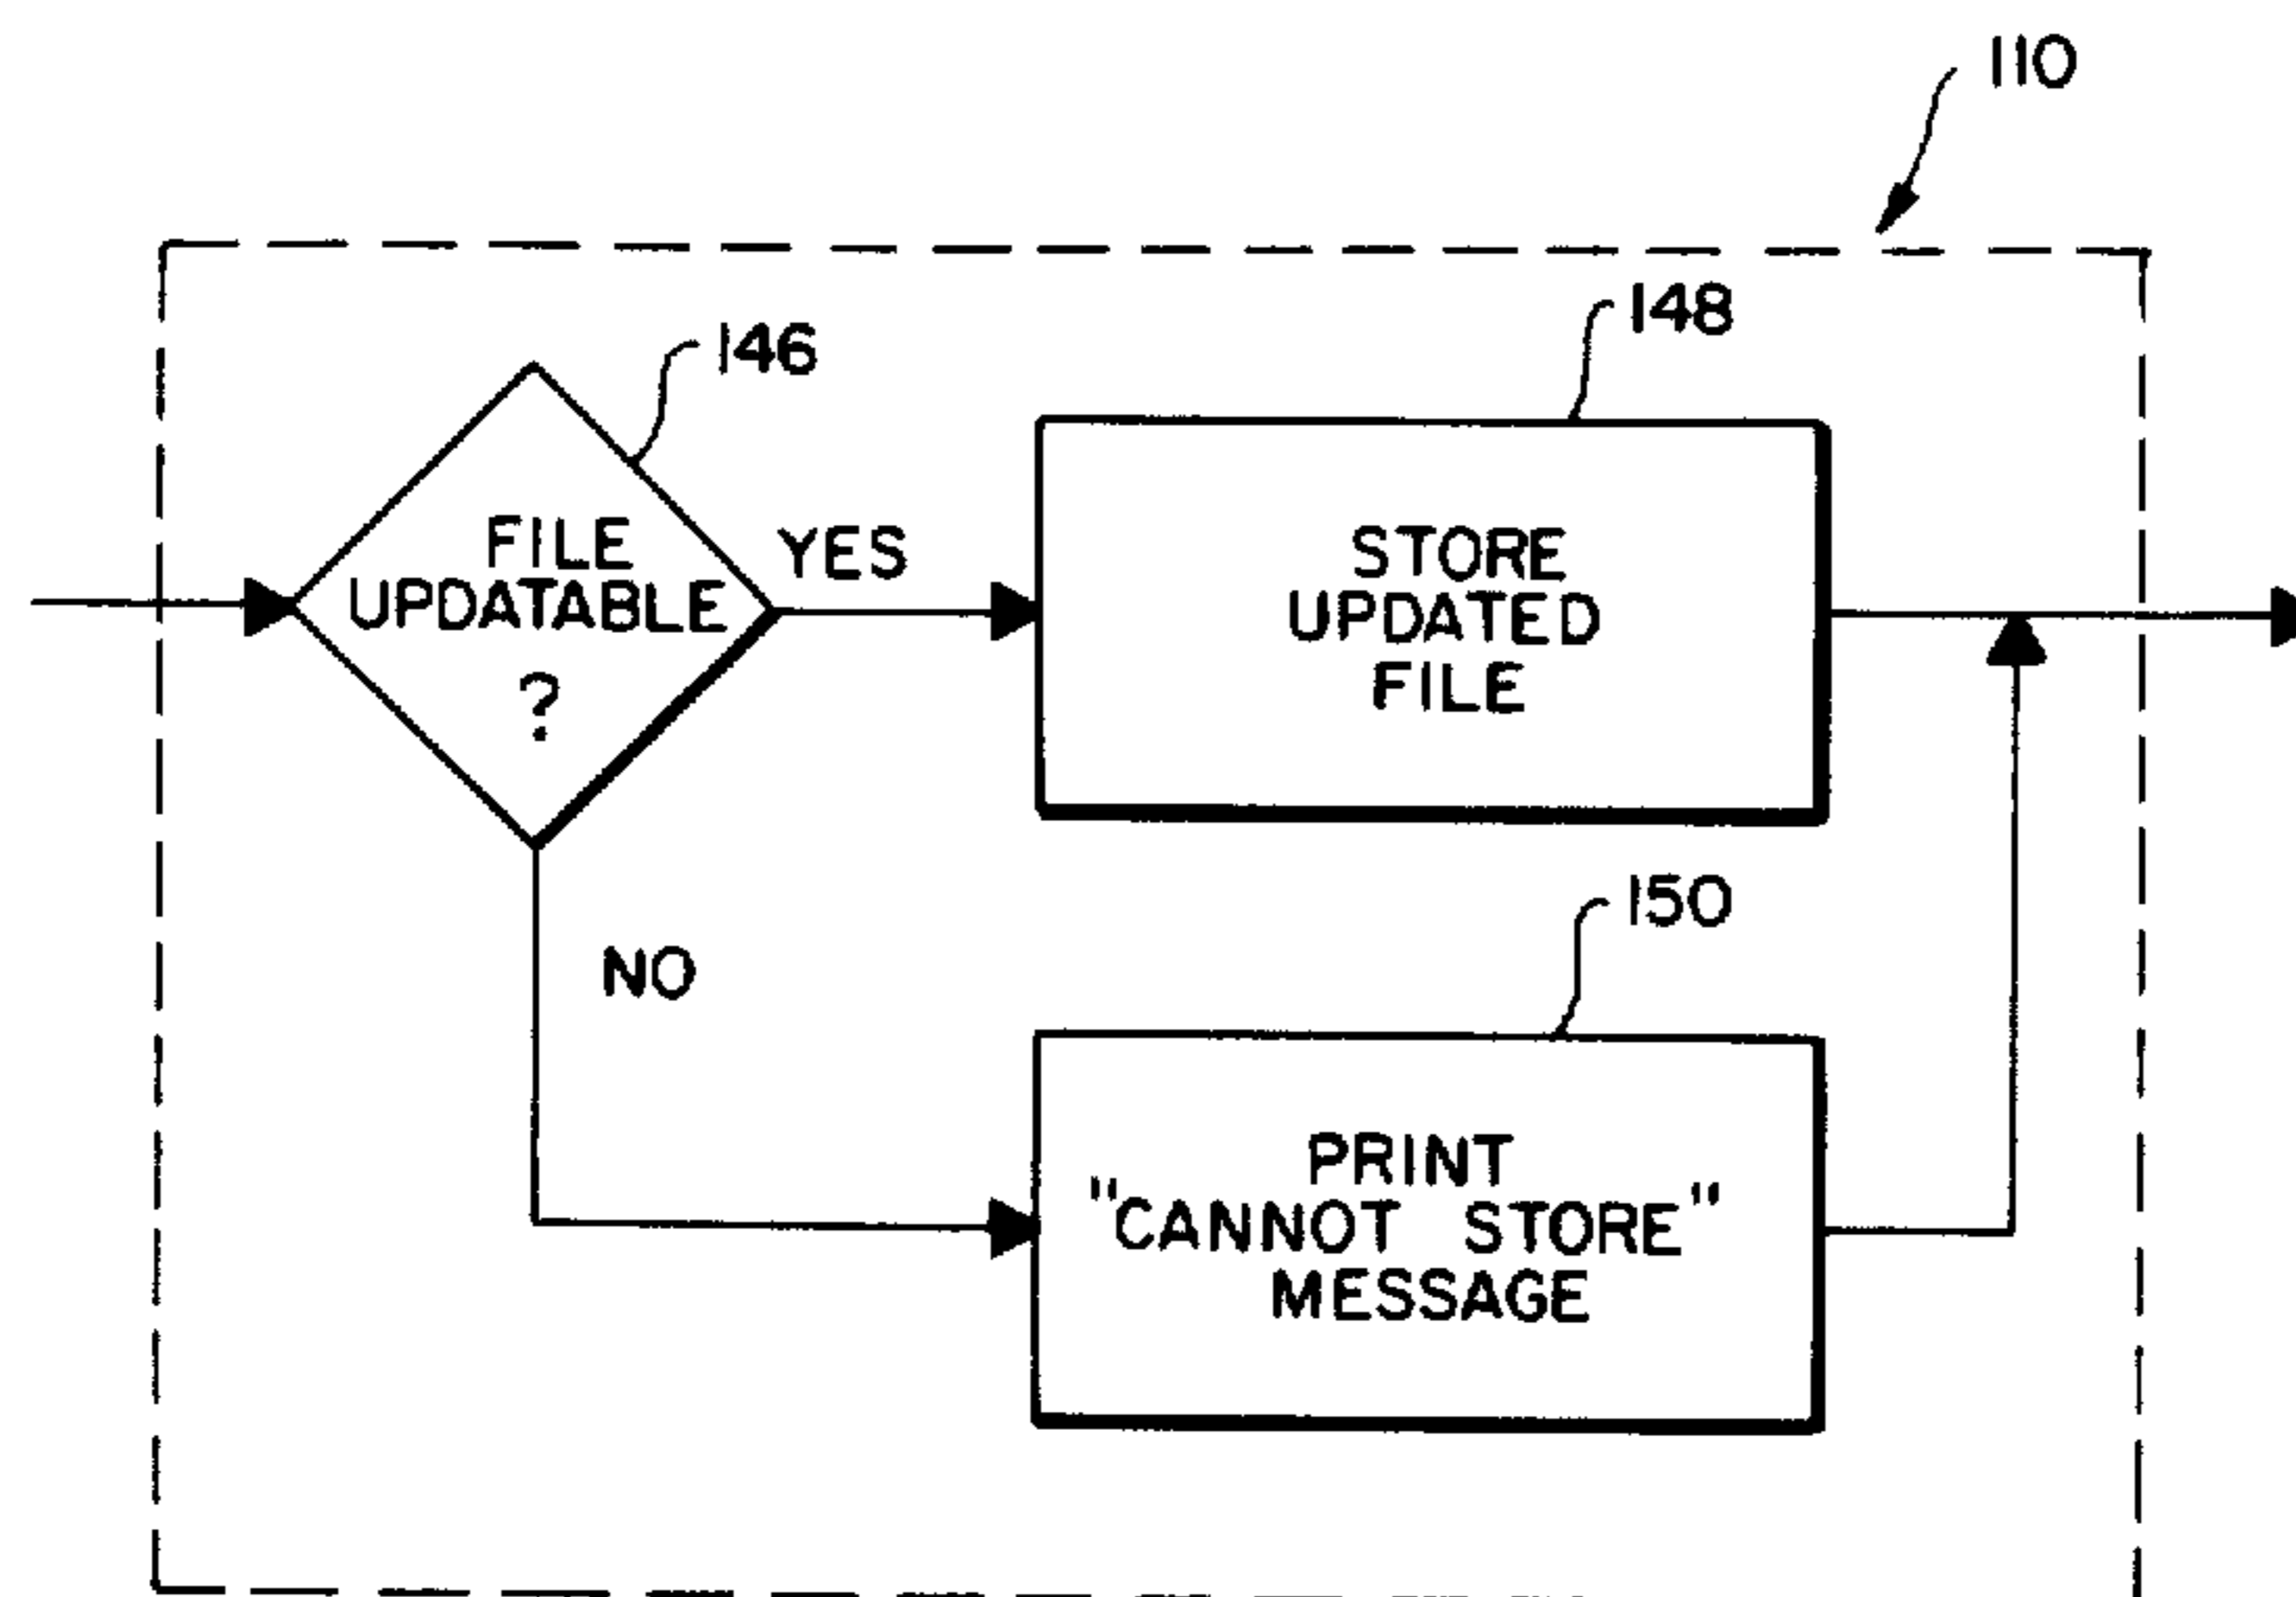 110
148
146
FILE
UPDATABLE
?
YES
STORE
UPDATED
FILE
150
NO
PRINT
"CANNOT STORE"
MESSAGE